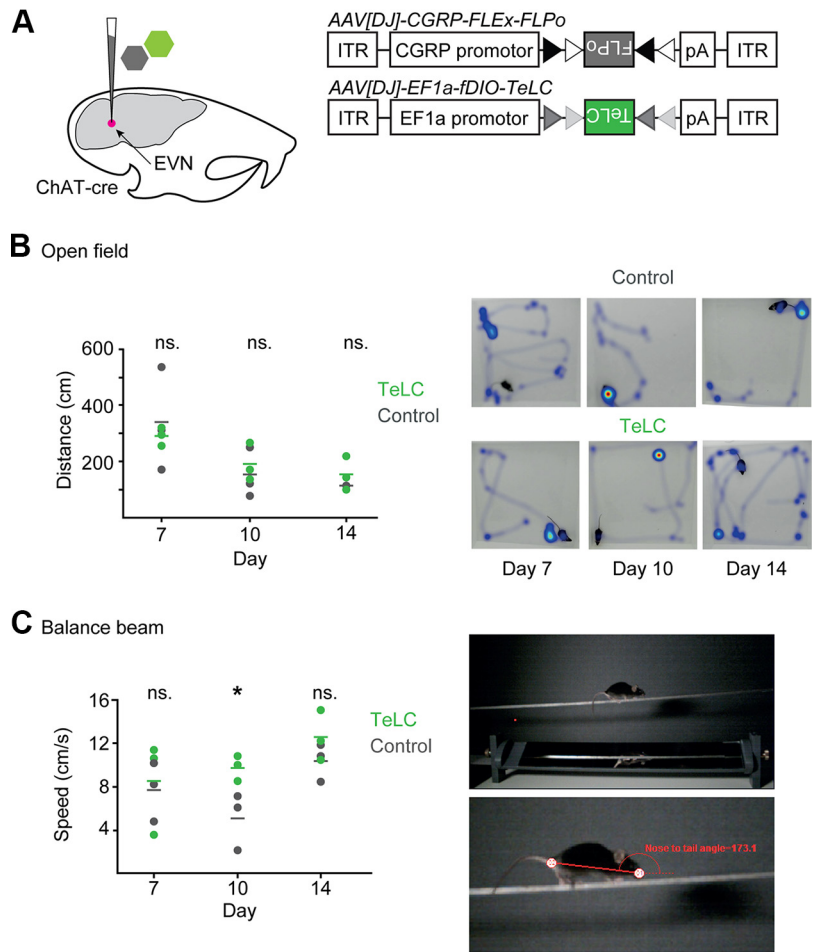 A
AAV[DJ]-CGRP-FLEx-FLPo
ITR CGRP promotor FLPo pA ITR
AAV[DJ]-EF1a-fDIO-TeLC
ITR EF1a promotor TeLC pA ITR
EVN
ChAT-cre
B Open field
Control
ns. ns. ns.
600
400
200
Distance (cm)
TeLC
Control
7 10 14
Day
TeLC
Day 7 Day 10 Day 14
C Balance beam
ns. * ns.
16
12
8
4
Speed (cm/s)
TeLC
Control
7 10 14
Day
Nose to tail angle-173.1